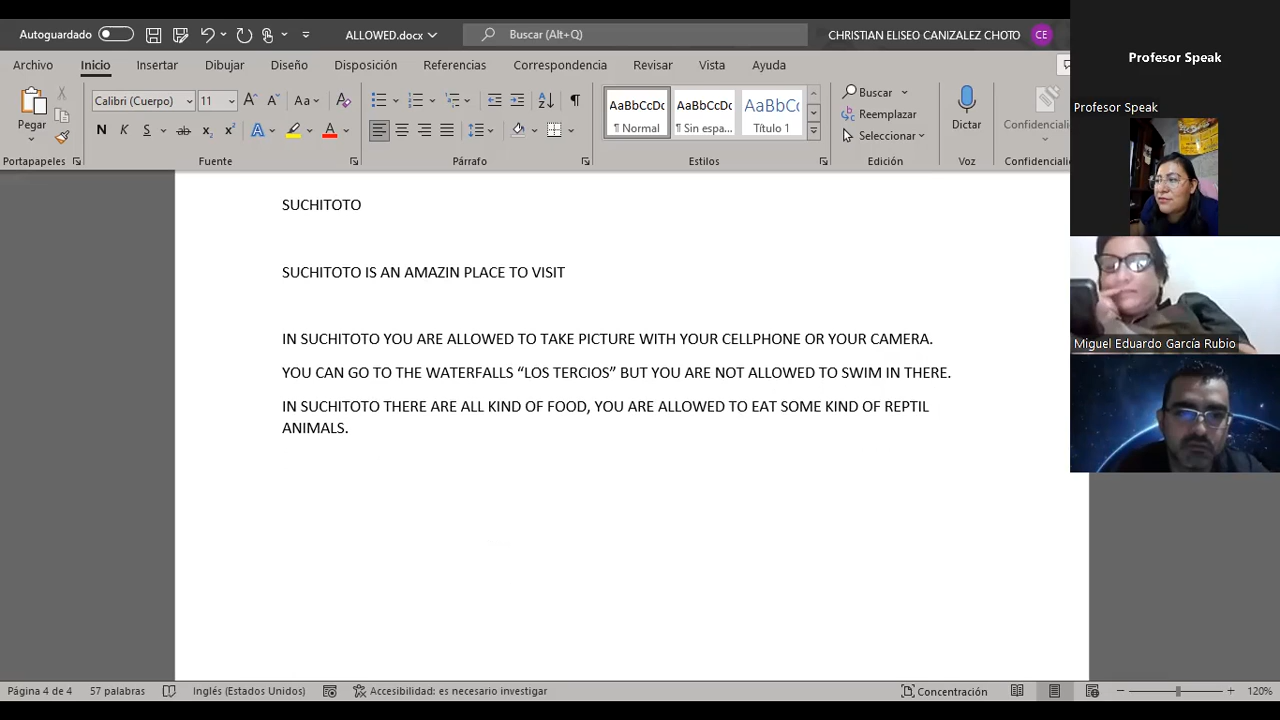 Autoguardado
ALLOWED.docx
Buscar (Alt+Q)
CHRISTIAN ELISEO CANIZALEZ CHOTO CE
Archivo Inicio Insertar Dibujar Diseño Disposición Referencias Correspondencia Revisar Vista Ayuda
Pegar
Calibri (Cuerpo) 11
Aa
N K S ab x₂ x² A A
AaBbCcDc AaBbCcDc AaBbCc
¶ Normal ¶ Sin espa... Título 1
Buscar
Reemplazar
Seleccionar
Dictar
Confidencialid
Portapapeles Fuente Párrafo Estilos Edición Voz Confidencialid
SUCHITOTO
SUCHITOTO IS AN AMAZIN PLACE TO VISIT
IN SUCHITOTO YOU ARE ALLOWED TO TAKE PICTURE WITH YOUR CELLPHONE OR YOUR CAMERA.
YOU CAN GO TO THE WATERFALLS “LOS TERCIOS” BUT YOU ARE NOT ALLOWED TO SWIM IN THERE.
IN SUCHITOTO THERE ARE ALL KIND OF FOOD, YOU ARE ALLOWED TO EAT SOME KIND OF REPTIL
ANIMALS.
Profesor Speak
Profesor Speak
Miguel Eduardo García Rubio
Página 4 de 4 57 palabras Inglés (Estados Unidos) Accesibilidad: es necesario investigar Concentración 120%